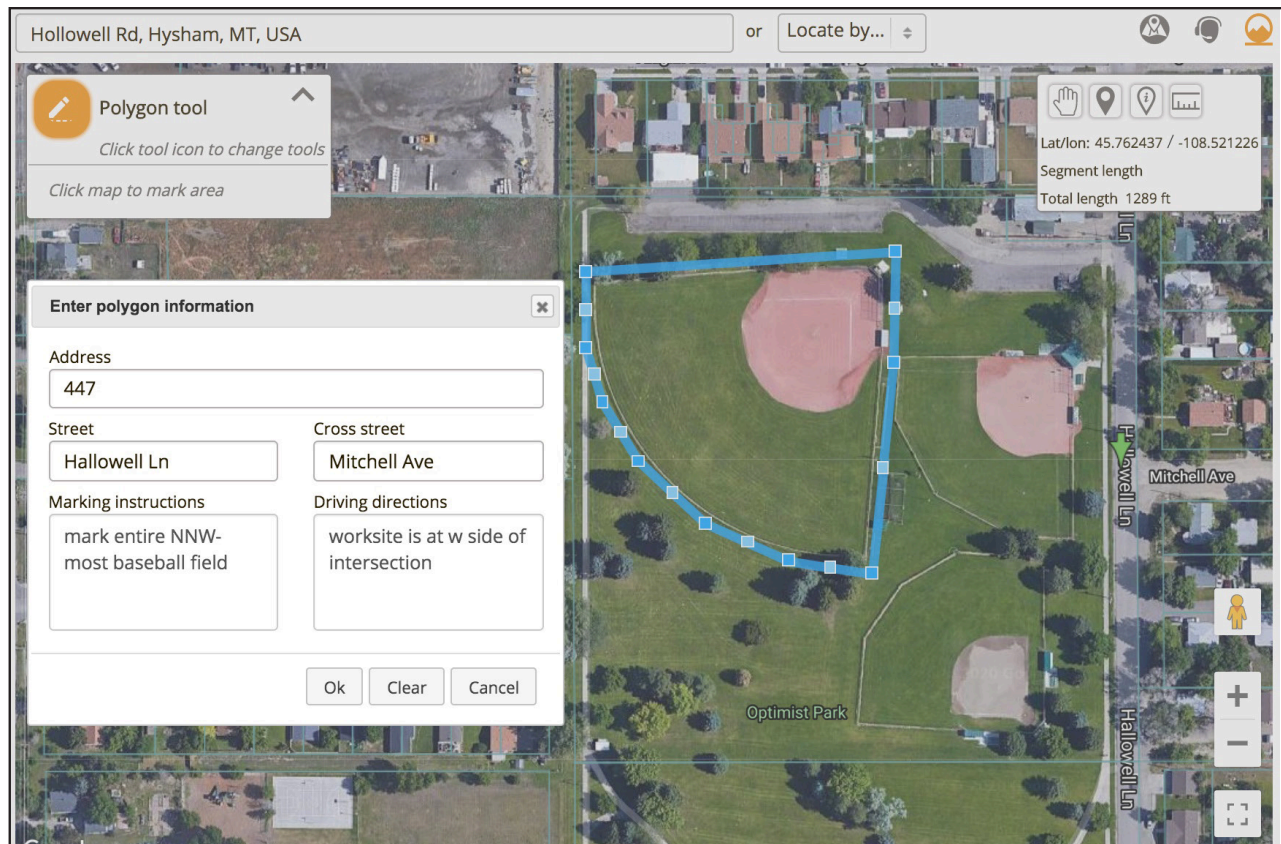 Hollowell Rd, Hysham, MT, USA
or
Locate by...
Polygon tool
Click tool icon to change tools
Click map to mark area
Lat/lon: 45.762437 / -108.521226
Segment length
Total length 1289 ft
Enter polygon information
Address
447
Street
Cross street
Hallowell Ln
Mitchell Ave
Marking instructions
Driving directions
mark entire NNW-
most baseball field
worksite is at w side of
intersection
Ok
Clear
Cancel
Hallowell Ln
Mitchell Ave
Optimist Park
Hallowell Ln